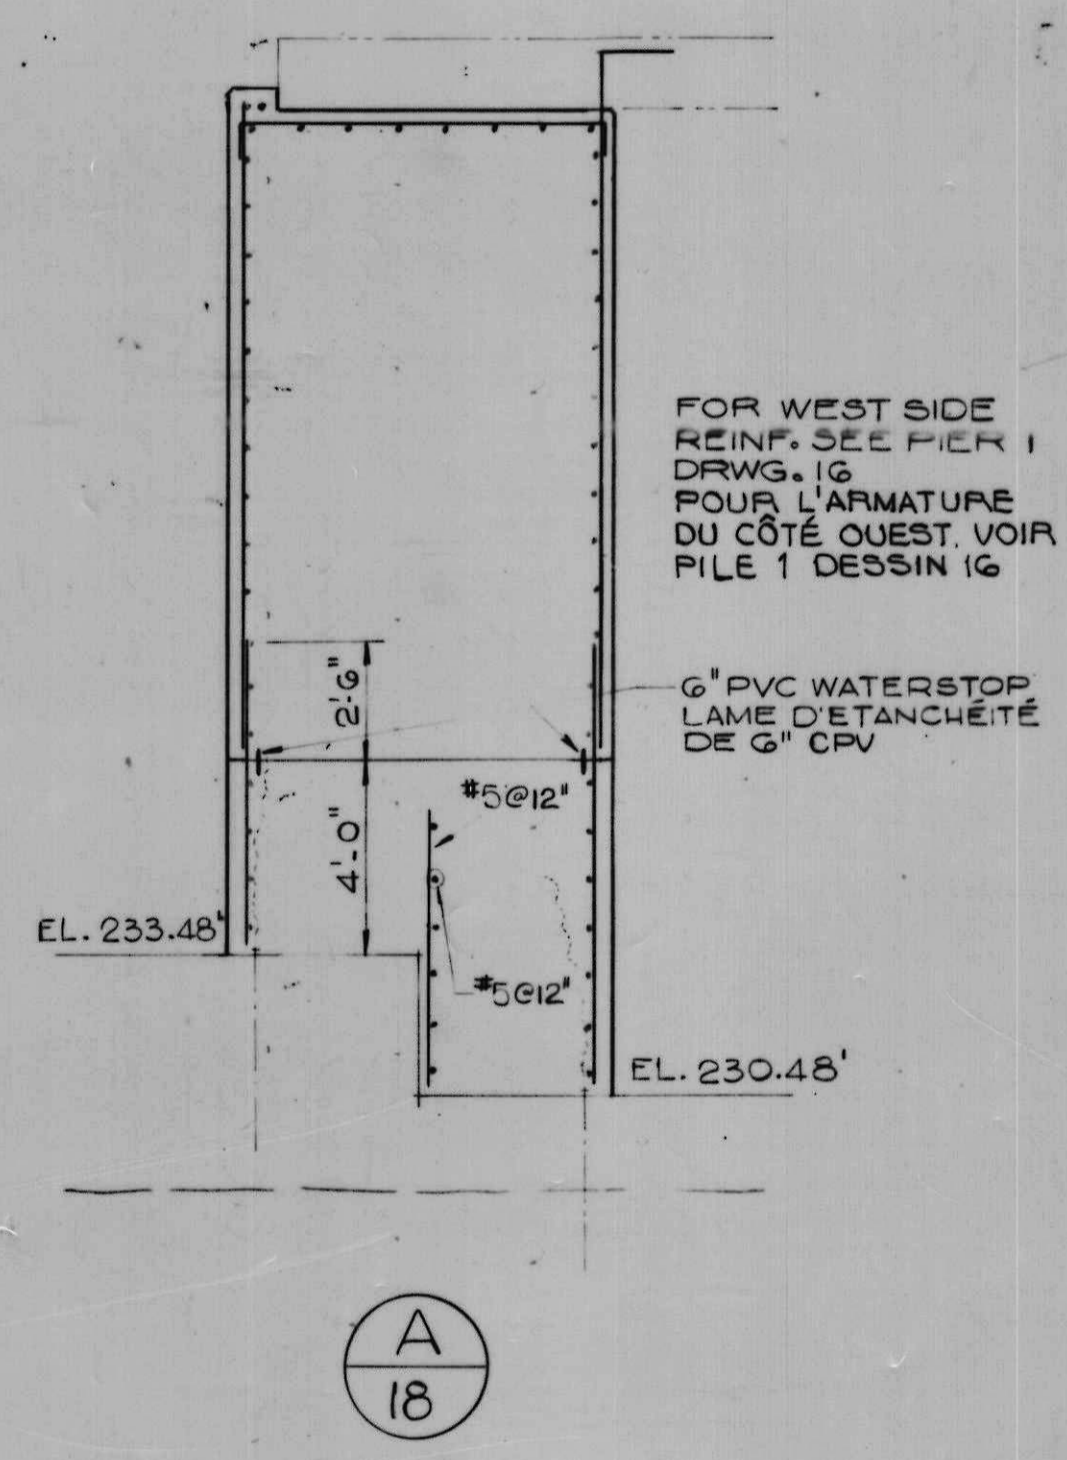 FOR WEST SIDE
REINF. SEE PIER 1
DRWG. 16
POUR L'ARMATURE
DU CÔTÉ OUEST. VOIR
PILE 1 DESSIN 16
2'-6"
6" PVC WATERSTOP
LAME D'ETANCHÉITÉ
DE 6" CPV
#5@12"
4'-0"
EL. 233.48'
#5@12"
EL. 230.48'
A
18